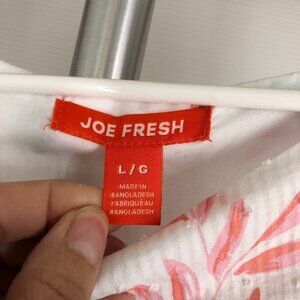 JOE FRESH
L/G
MADE IN
BANGLADESH
FABRIQUÉ AU
BANGLADESH